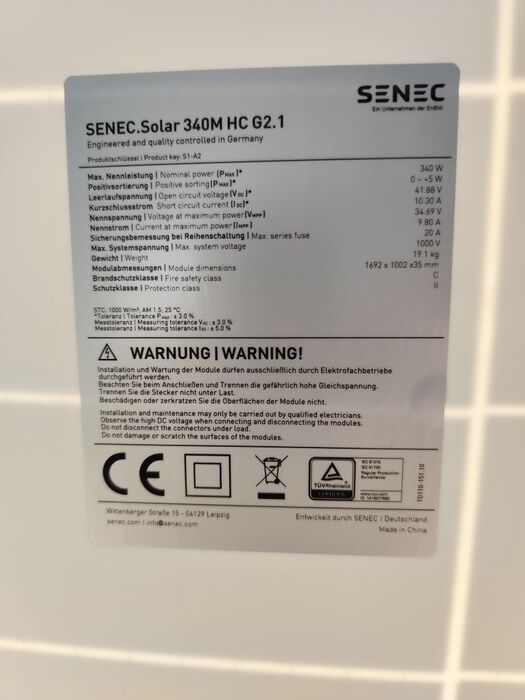 SENEC
Ein Unternehmen der EnBW
SENEC.Solar 340M HC G2.1
Engineered and quality controlled in Germany
Produktschlüssel | Product key: S1-A2
Max. Nennleistung | Nominal power [PMAX]* 340 W
Positivsortierung | Positive sorting [PMAX]* 0 – +5 W
Leerlaufspannung | Open circuit voltage [VOC]* 41.88 V
Kurzschlussstrom Short circuit current [ISC]* 10.30 A
Nennspannung | Voltage at maximum power [VMPP] 34.69 V
Nennstrom | Current at maximum power [IMPP] 9.80 A
Sicherungsbemessung bei Reihenschaltung | Max. series fuse 20 A
Max. Systemspannung | Max. system voltage 1000 V
Gewicht | Weight 19.1 kg
Modulabmessungen | Module dimensions 1692 x 1002 x35 mm
Brandschutzklasse | Fire safety class C
Schutzklasse | Protection class II
STC: 1000 W/m², AM 1.5; 25 °C
*Toleranz | Tolerance PMAX : ± 3.0 %
Messtoleranz | Measuring tolerance VOC : ± 3.0 %
Messtoleranz | Measuring tolerance ISC : ± 5.0 %
WARNUNG | WARNING!
Installation und Wartung der Module dürfen ausschließlich durch Elektrofachbetriebe
durchgeführt werden.
Beachten Sie beim Anschließen und Trennen die gefährlich hohe Gleichspannung.
Trennen Sie die Stecker nicht unter Last.
Beschädigen oder zerkratzen Sie die Oberflächen der Module nicht.
Installation and maintenance may only be carried out by qualified electricians.
Observe the high DC voltage when connecting and disconnecting the modules.
Do not disconnect the connectors under load.
Do not damage or scratch the surfaces of the modules.
CE
TÜVRheinland
CERTIFIED
IEC 61215
IEC 61730
Regular Production
Surveillance
www.tuv.com
TD110-151.10
Wittenberger Straße 15 - 04129 Leipzig
senec.com | info@senec.com
Entwickelt durch SENEC | Deutschland
Made in China